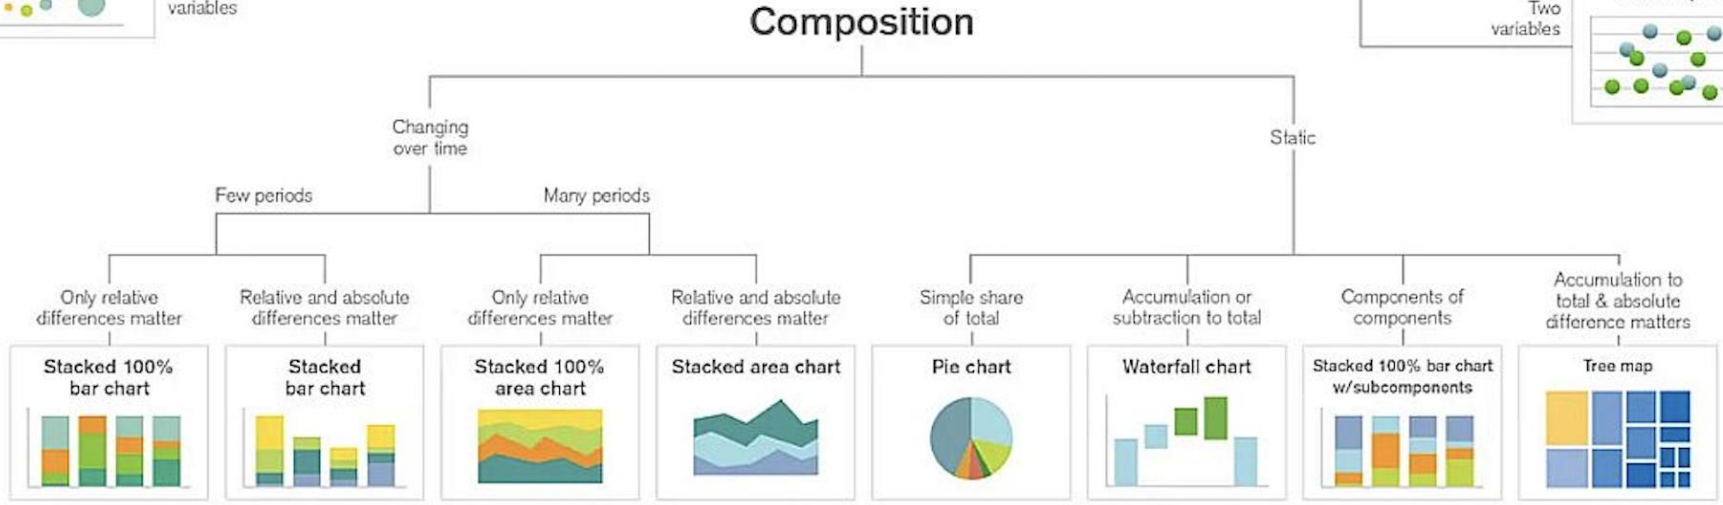 variables
Composition
Two
variables
Changing
over time
Static
Few periods
Many periods
Only relative
differences matter
Relative and absolute
differences matter
Only relative
differences matter
Relative and absolute
differences matter
Simple share
of total
Accumulation or
subtraction to total
Components of
components
Accumulation to
total & absolute
difference matters
Stacked 100%
bar chart
Stacked
bar chart
Stacked 100%
area chart
Stacked area chart
Pie chart
Waterfall chart
Stacked 100% bar chart
w/subcomponents
Tree map